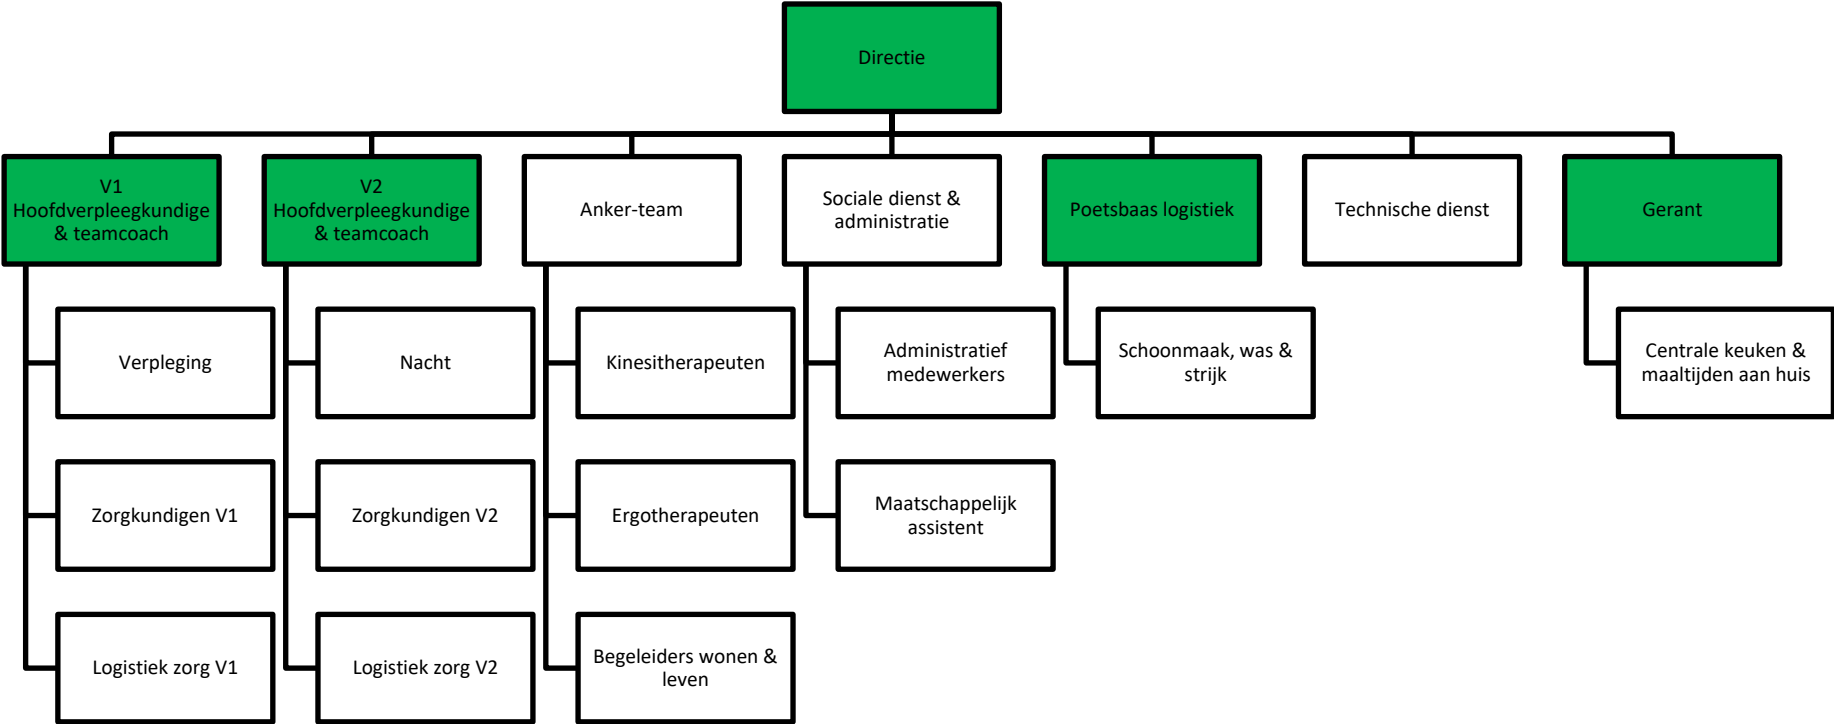 Directie
V1
Hoofdverpleegkundige
& teamcoach
V2
Hoofdverpleegkundige
& teamcoach
Anker-team
Sociale dienst &
administratie
Poetsbaas logistiek
Technische dienst
Gerant
Verpleging
Nacht
Kinesitherapeuten
Administratief
medewerkers
Schoonmaak, was &
strijk
Centrale keuken &
maaltijden aan huis
Zorgkundigen V1
Zorgkundigen V2
Ergotherapeuten
Maatschappelijk
assistent
Logistiek zorg V1
Logistiek zorg V2
Begeleiders wonen &
leven